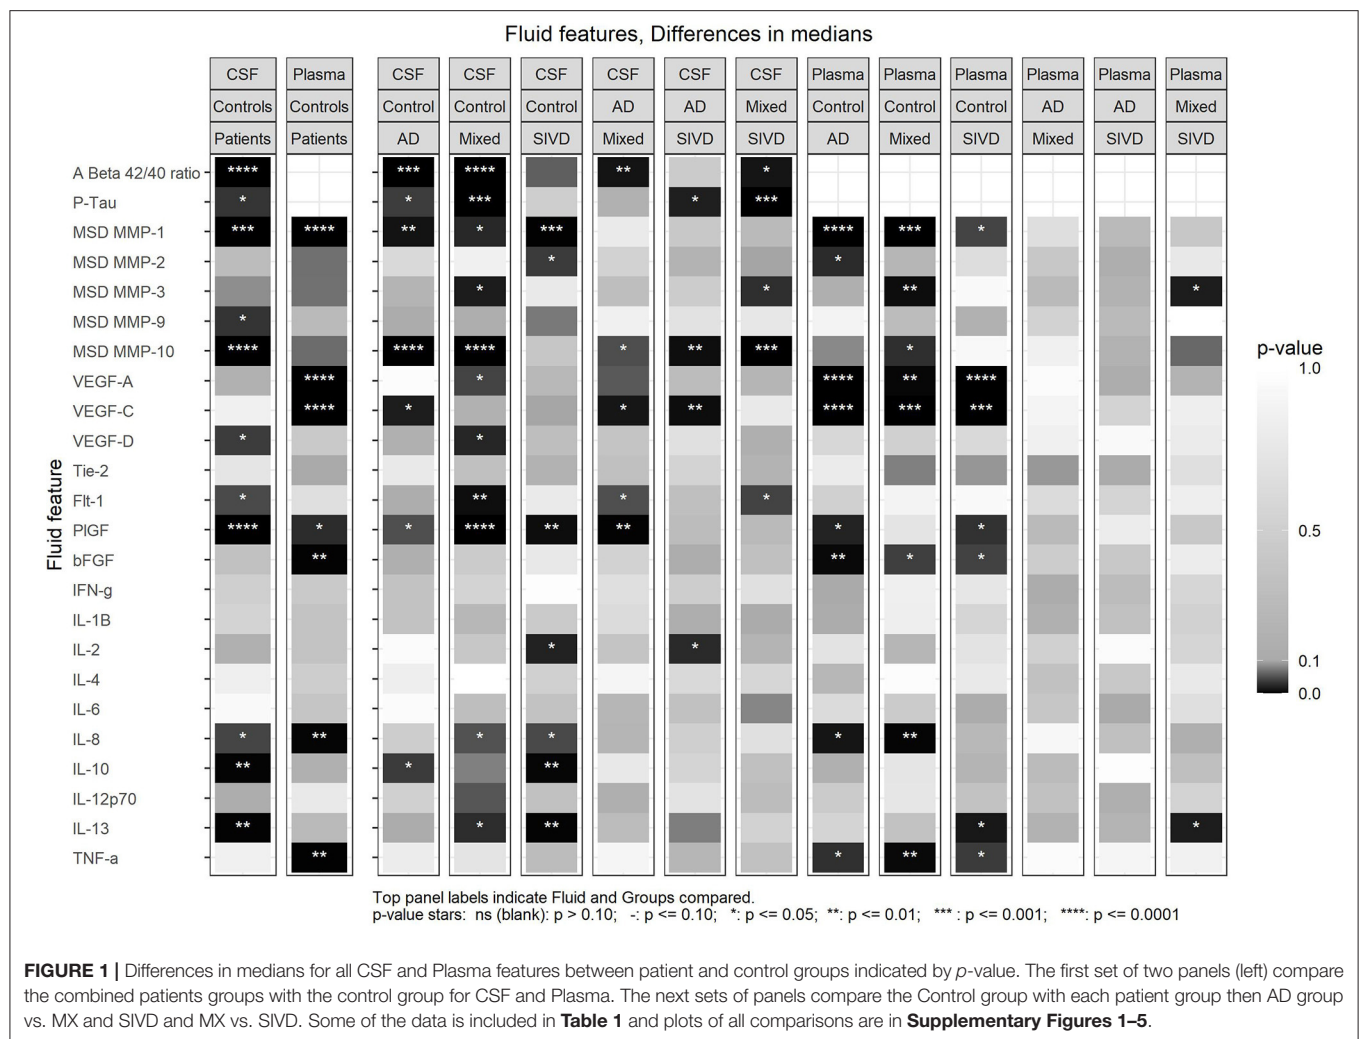 Fluid features, Differences in medians
CSF Plasma CSF CSF CSF CSF CSF CSF Plasma Plasma Plasma Plasma Plasma Plasma
Controls Controls Control Control Control AD AD Mixed Control Control Control AD AD Mixed
Patients Patients AD Mixed SIVD Mixed SIVD SIVD AD Mixed SIVD Mixed SIVD SIVD
A Beta 42/40 ratio **** *** **** ** *
P-Tau * * *** * ***
MSD MMP-1 *** **** ** * *** **** *** *
MSD MMP-2 * *
MSD MMP-3 * * ** *
MSD MMP-9 *
MSD MMP-10 **** **** **** * ** *** *
VEGF-A **** * **** ** ****
VEGF-C **** * * ** **** *** ***
VEGF-D * *
Tie-2
Flt-1 * ** * *
PlGF **** * * **** ** ** * *
bFGF ** ** * *
IFN-g
IL-1B
IL-2 * *
IL-4
IL-6
IL-8 * ** * * * **
IL-10 ** * **
IL-12p70
IL-13 ** * ** * *
TNF-a ** * ** *
Fluid feature
p-value
1.0
0.5
0.1
0.0
Top panel labels indicate Fluid and Groups compared.
p-value stars: ns (blank): p > 0.10; -: p <= 0.10; *: p <= 0.05; **: p <= 0.01; *** : p <= 0.001; ****: p <= 0.0001
FIGURE 1 | Differences in medians for all CSF and Plasma features between patient and control groups indicated by p-value. The first set of two panels (left) compare
the combined patients groups with the control group for CSF and Plasma. The next sets of panels compare the Control group with each patient group then AD group
vs. MX and SIVD and MX vs. SIVD. Some of the data is included in Table 1 and plots of all comparisons are in Supplementary Figures 1–5.